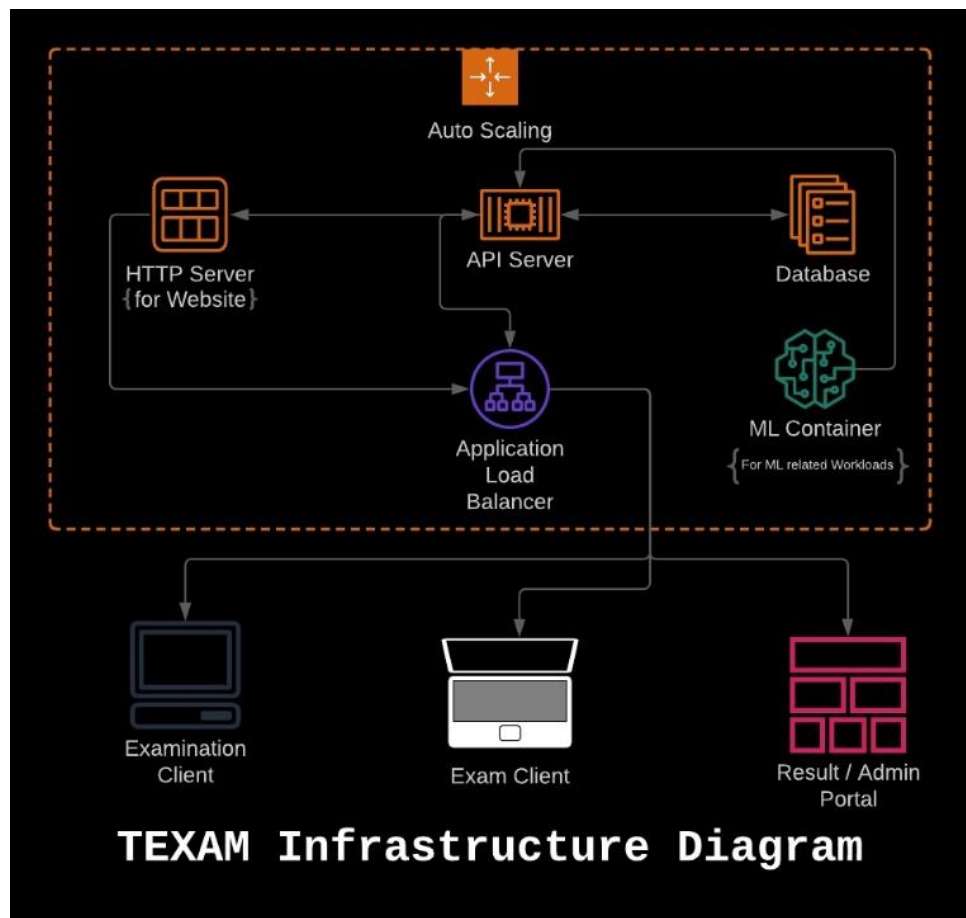 Auto Scaling
HTTP Server
{for Website}
API Server
Database
Application
Load
Balancer
ML Container
{For ML related Workloads}
Examination
Client
Exam Client
Result / Admin
Portal
TEXAM Infrastructure Diagram